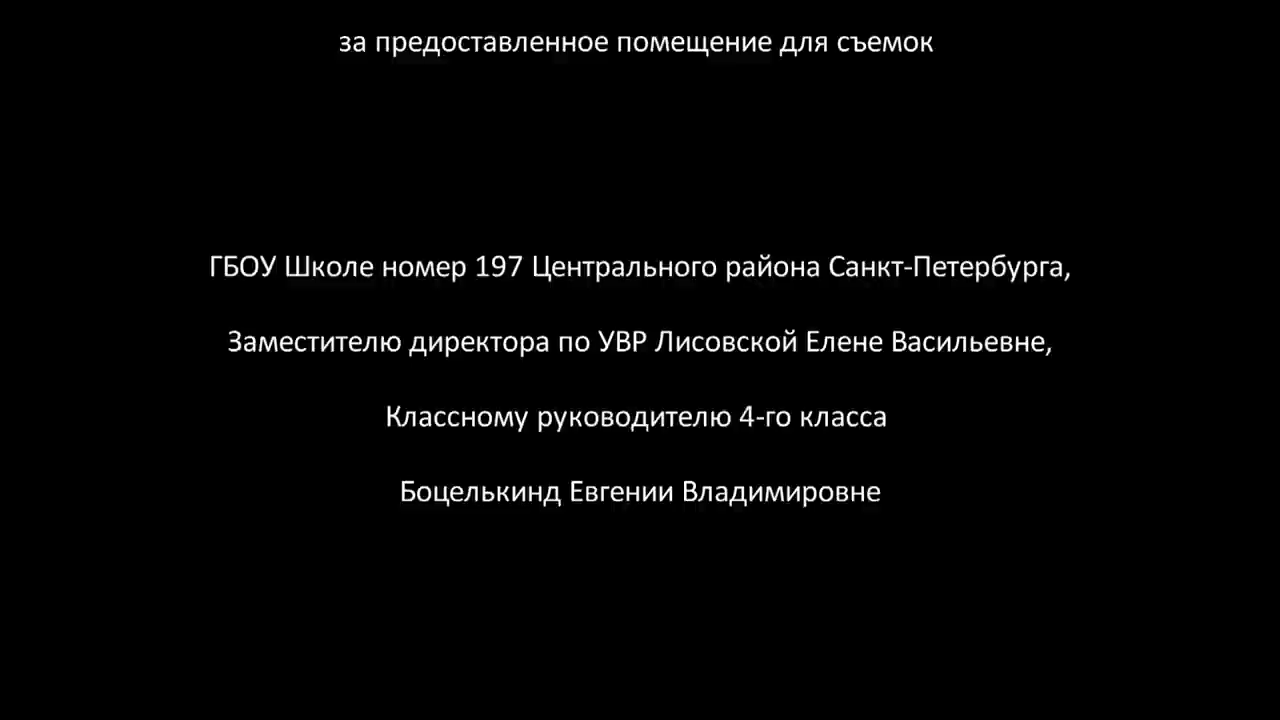 за предоставленное помещение для съемок
ГБОУ Школе номер 197 Центрального района Санкт-Петербурга,
Заместителю директора по УВР Лисовской Елене Васильевне,
Классному руководителю 4-го класса
Боцелькинд Евгении Владимировне